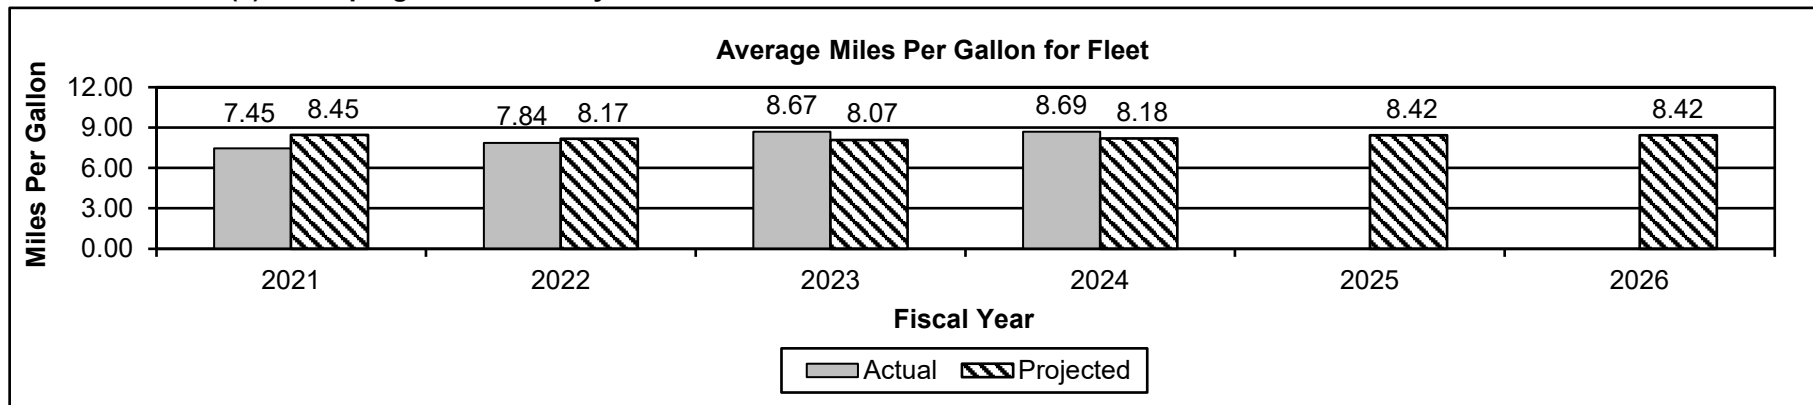 Average Miles Per Gallon for Fleet
Miles Per Gallon
12.00
9.00
6.00
3.00
0.00
7.45 8.45 7.84 8.17 8.67 8.07 8.69 8.18 8.42 8.42
2021 2022 2023 2024 2025 2026
Fiscal Year
Actual Projected